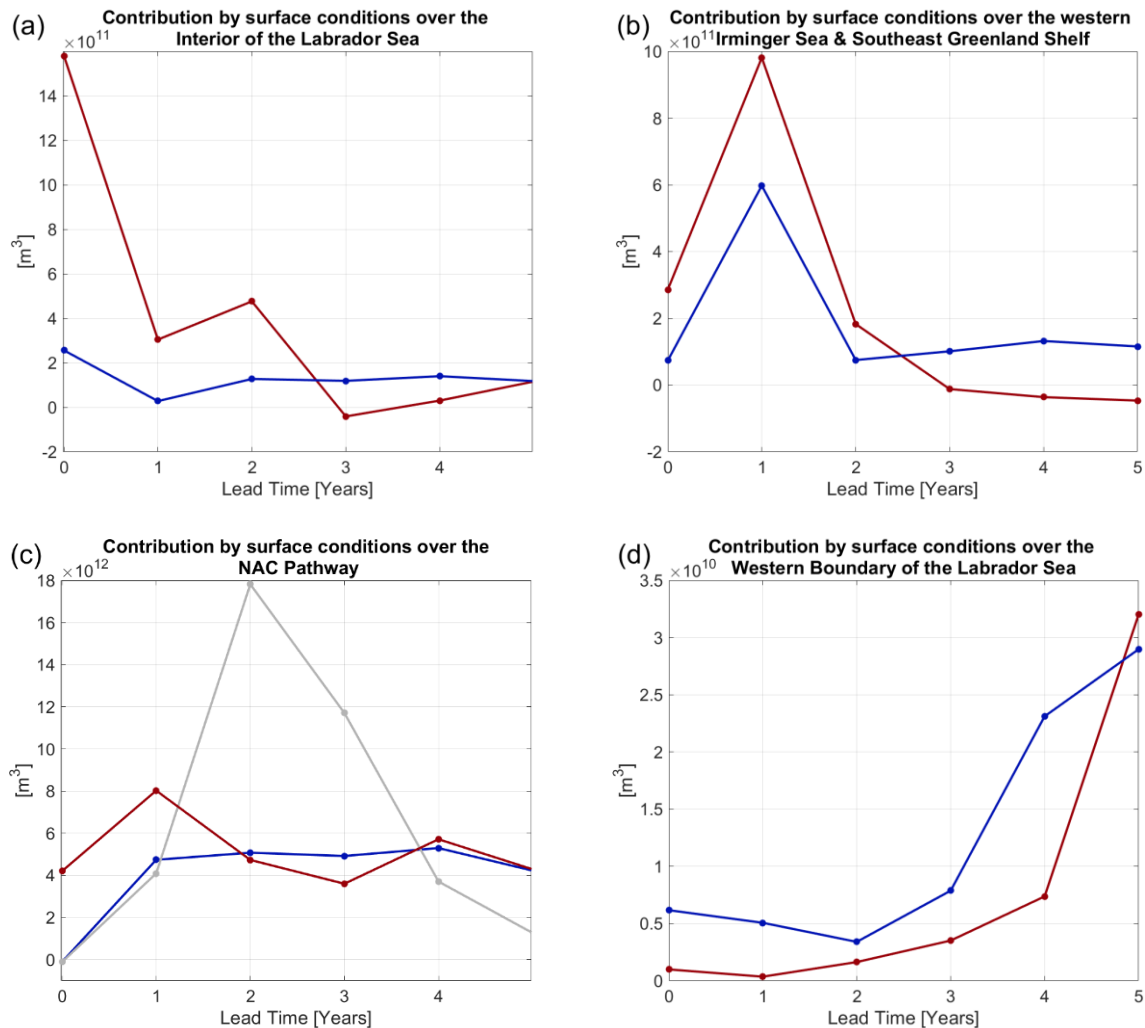 (a)
Contribution by surface conditions over the
Interior of the Labrador Sea
×10^11
14
12
10
8
6
4
2
0
-2
[m^3]
0 1 2 3 4
Lead Time [Years]
(b)
Contribution by surface conditions over the western
Irminger Sea & Southeast Greenland Shelf
×10^11
10
8
6
4
2
0
-2
[m^3]
0 1 2 3 4 5
Lead Time [Years]
(c)
Contribution by surface conditions over the
NAC Pathway
×10^12
18
16
14
12
10
8
6
4
2
0
[m^3]
0 1 2 3 4
Lead Time [Years]
(d)
Contribution by surface conditions over the
Western Boundary of the Labrador Sea
×10^10
3.5
3
2.5
2
1.5
1
0.5
0
[m^3]
0 1 2 3 4 5
Lead Time [Years]